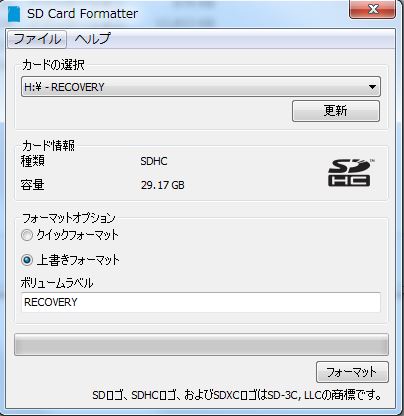 SD Card Formatter
ファイル ヘルプ
カードの選択
H:¥ - RECOVERY
更新
カード情報
種類 SDHC
容量 29.17 GB
SD
HC
TM
フォーマットオプション
クイックフォーマット
上書きフォーマット
ボリュームラベル
RECOVERY
フォーマット
SDロゴ、SDHCロゴ、およびSDXCロゴはSD-3C, LLCの商標です。